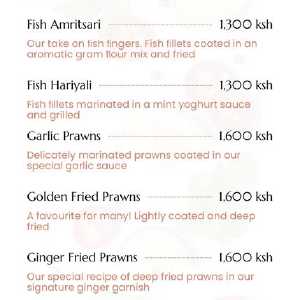 Fish Amritsari 1,300 ksh
Our take on fish fingers. Fish fillets coated in an
aromatic gram flour mix and fried
Fish Hariyali 1,300 ksh
Fish fillets marinated in a mint yoghurt sauce
and grilled
Garlic Prawns 1,600 ksh
Delicately marinated prawns coated in our
special garlic sauce
Golden Fried Prawns 1,600 ksh
A favourite for many! Lightly coated and deep
fried
Ginger Fried Prawns 1,600 ksh
Our special recipe of deep fried prawns in our
signature ginger garnish